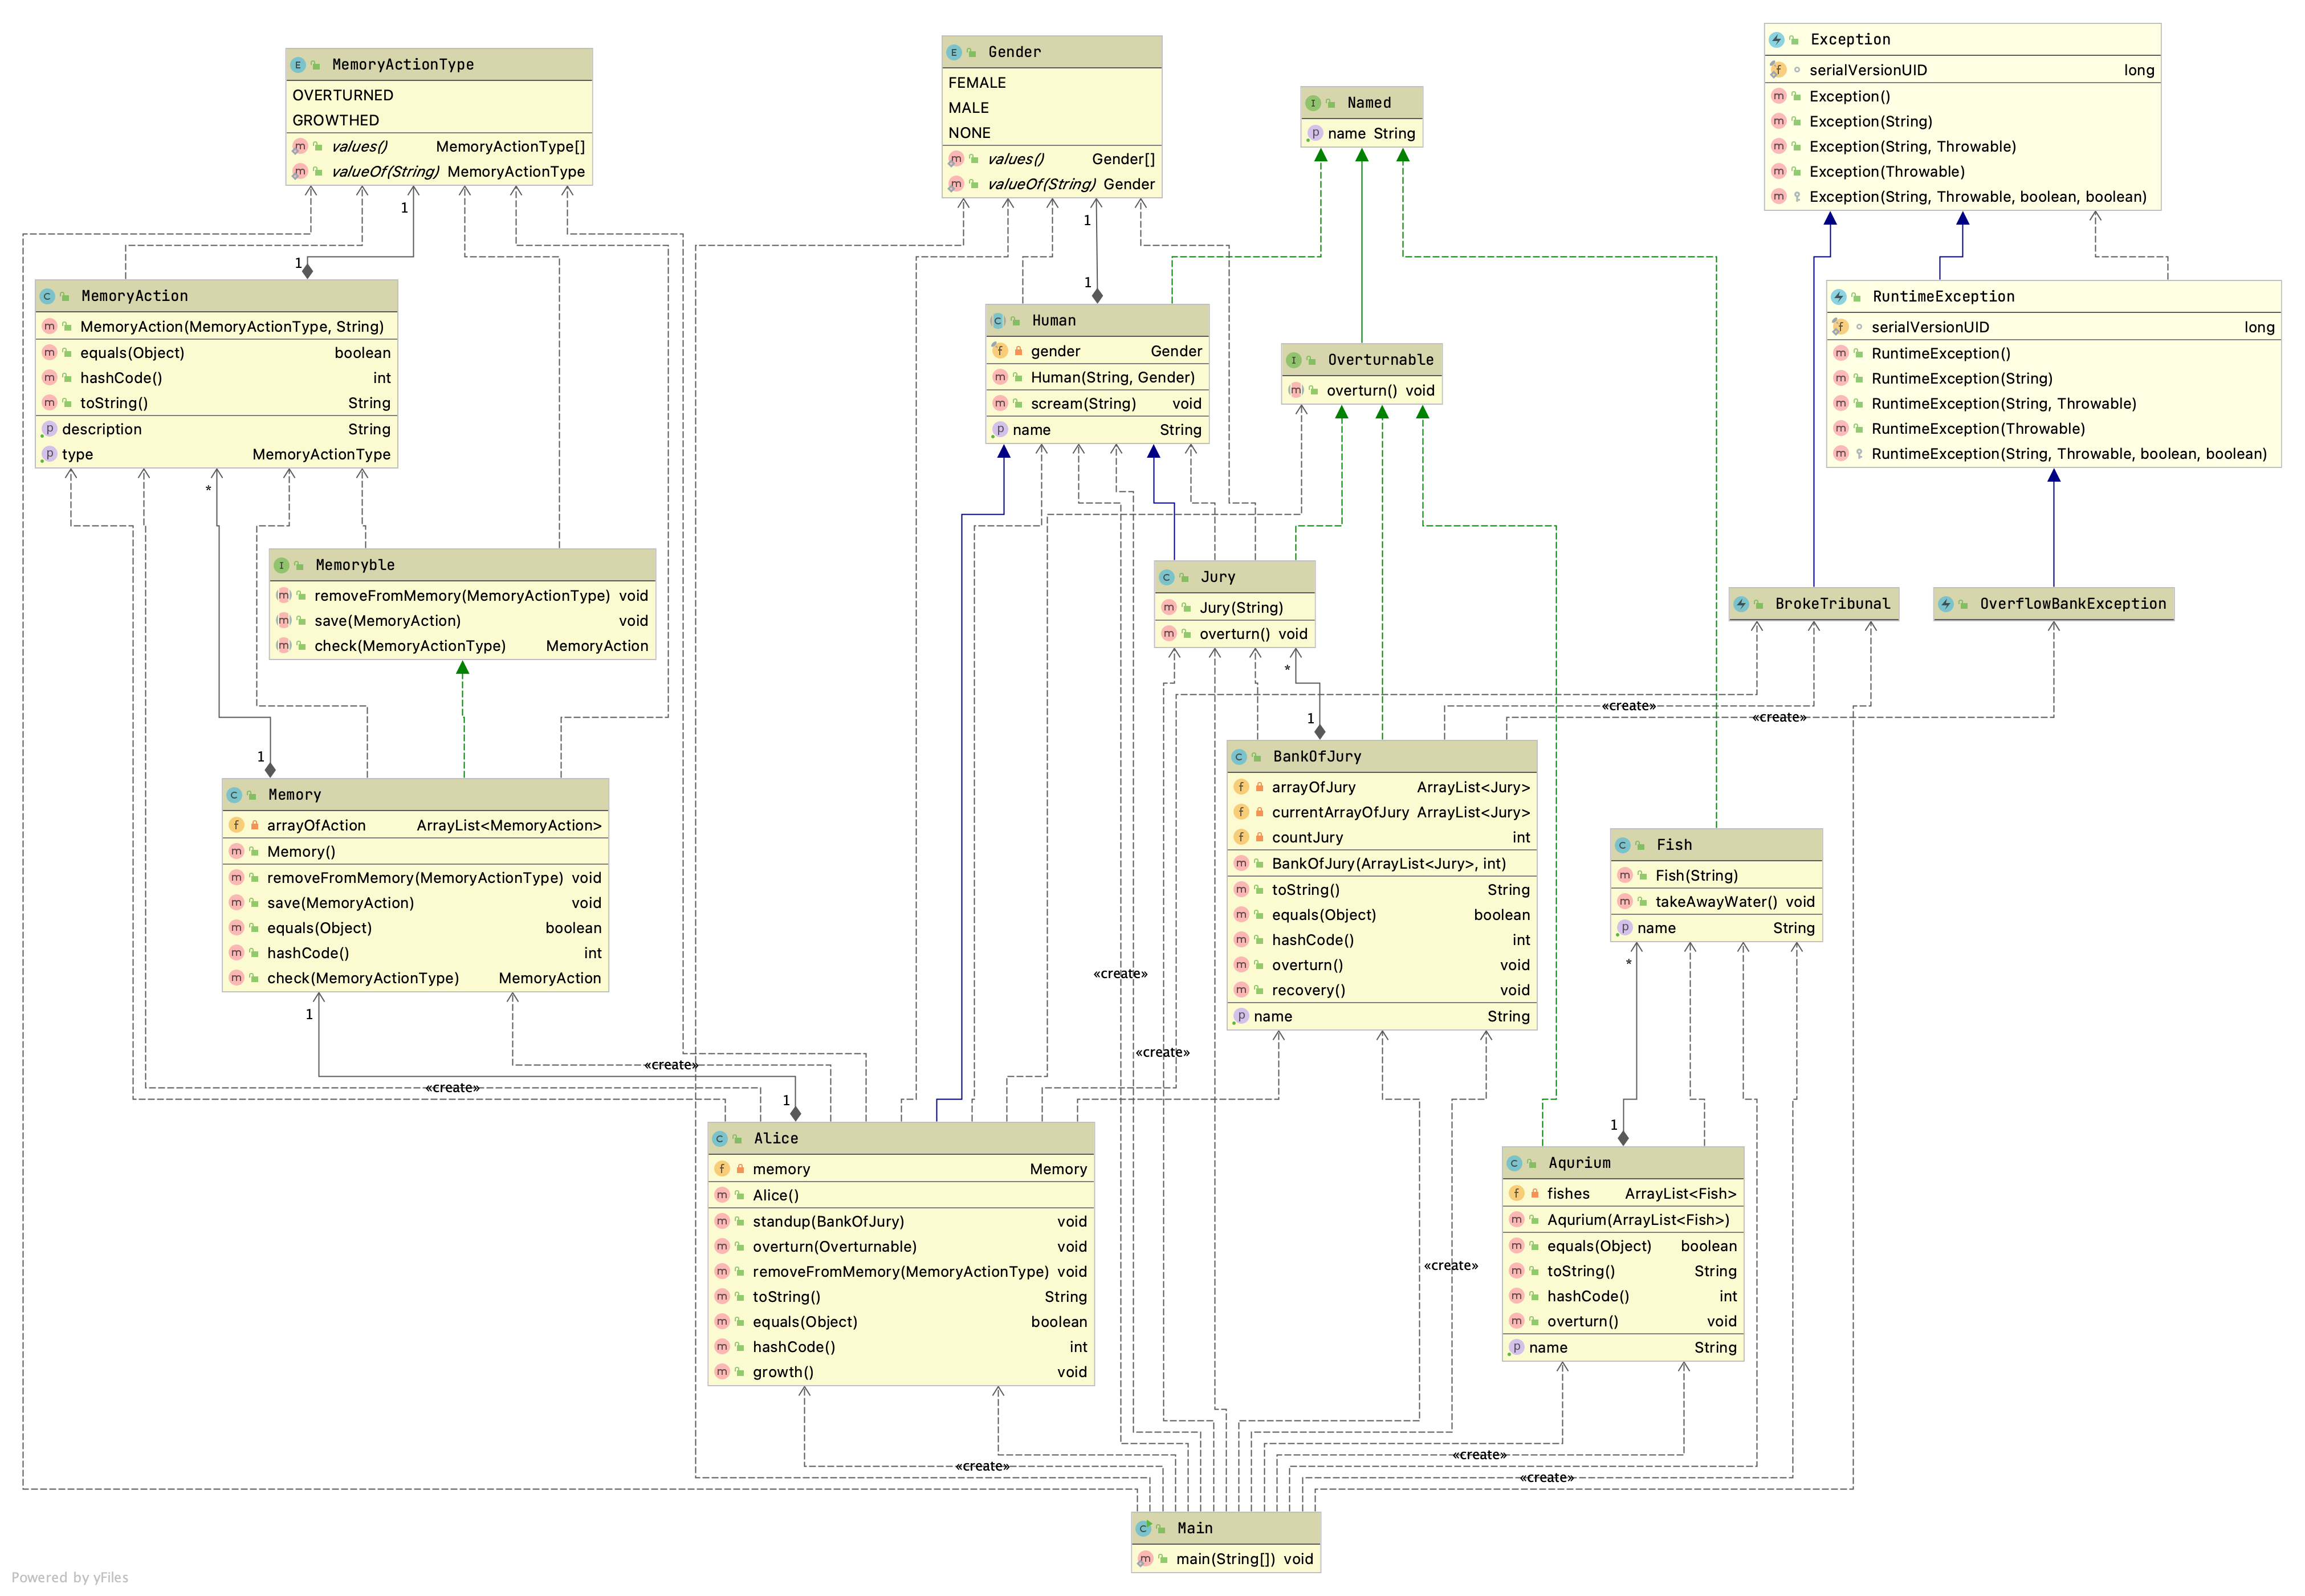 MemoryActionType
OVERTURNED
GROWTHED
values() MemoryActionType[]
valueOf(String) MemoryActionType
Gender
FEMALE
MALE
NONE
values() Gender[]
valueOf(String) Gender
Named
name String
Exception
serialVersionUID long
Exception()
Exception(String)
Exception(String, Throwable)
Exception(Throwable)
Exception(String, Throwable, boolean, boolean)
1
1
1
1
MemoryAction
MemoryAction(MemoryActionType, String)
equals(Object) boolean
hashCode() int
toString() String
description String
type MemoryActionType
Human
gender Gender
Human(String, Gender)
scream(String) void
name String
Overturnable
overturn() void
RuntimeException
serialVersionUID long
RuntimeException()
RuntimeException(String)
RuntimeException(String, Throwable)
RuntimeException(Throwable)
RuntimeException(String, Throwable, boolean, boolean)
*
Memoryble
removeFromMemory(MemoryActionType) void
save(MemoryAction) void
check(MemoryActionType) MemoryAction
Jury
Jury(String)
overturn() void
BrokeTribunal
OverflowBankException
*
1
«create»
«create»
1
Memory
arrayOfAction ArrayList<MemoryAction>
Memory()
removeFromMemory(MemoryActionType) void
save(MemoryAction) void
equals(Object) boolean
hashCode() int
check(MemoryActionType) MemoryAction
BankOfJury
arrayOfJury ArrayList<Jury>
currentArrayOfJury ArrayList<Jury>
countJury int
BankOfJury(ArrayList<Jury>, int)
toString() String
equals(Object) boolean
hashCode() int
overturn() void
recovery() void
name String
Fish
Fish(String)
takeAwayWater() void
name String
*
«create»
1
«create»
«create»
«create»
1
1
Alice
memory Memory
Alice()
standup(BankOfJury) void
overturn(Overturnable) void
removeFromMemory(MemoryActionType) void
toString() String
equals(Object) boolean
hashCode() int
growth() void
«create»
Aqurium
fishes ArrayList<Fish>
Aqurium(ArrayList<Fish>)
equals(Object) boolean
toString() String
hashCode() int
overturn() void
name String
«create»
«create»
«create»
Main
main(String[]) void
Powered by yFiles